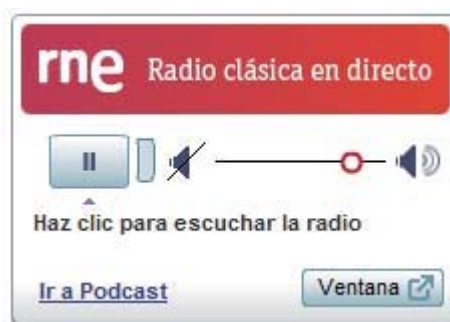 rne Radio clásica en directo
Haz clic para escuchar la radio
Ir a Podcast
Ventana